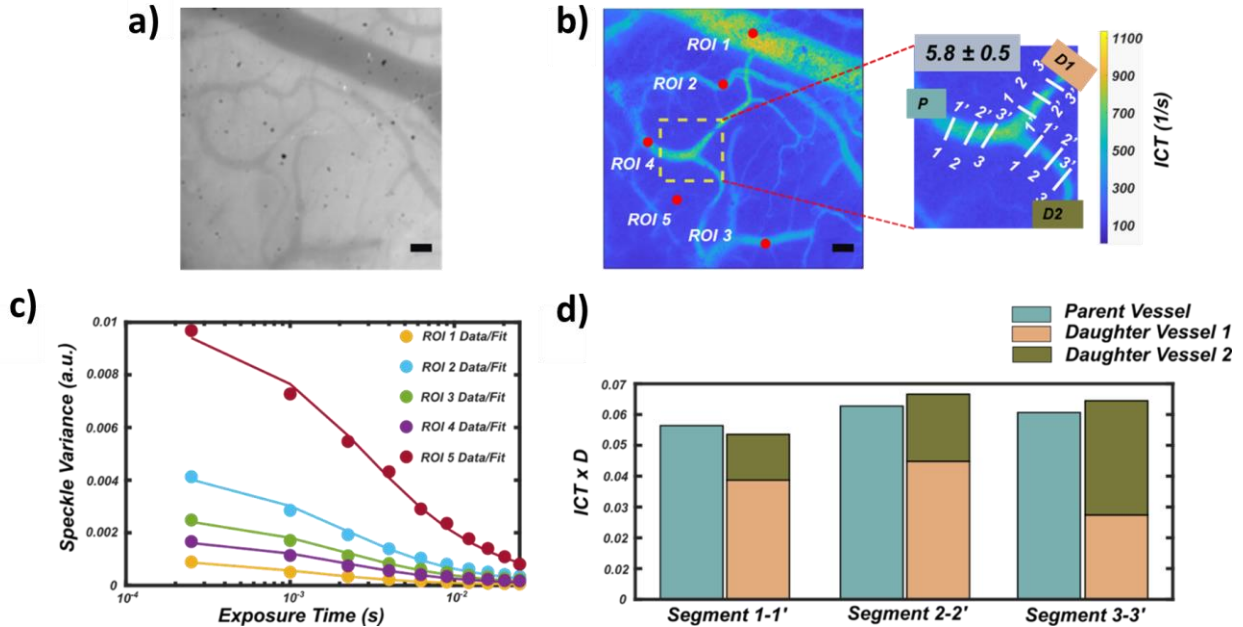 a)
b)
ROI 1
ROI 2
ROI 4
ROI 5
ROI 3
5.8 ± 0.5
P
D1
D2
1' 2' 3'
1 2 3
1 2 3
1' 2' 3'
1' 2' 3'
1 2 3
1100
900
700
500
300
100
ICT (1/s)
c)
0.01
0.008
0.006
0.004
0.002
0
Speckle Variance (a.u.)
10-4
10-3
10-2
Exposure Time (s)
ROI 1 Data/Fit
ROI 2 Data/Fit
ROI 3 Data/Fit
ROI 4 Data/Fit
ROI 5 Data/Fit
d)
Parent Vessel
Daughter Vessel 1
Daughter Vessel 2
0.07
0.06
0.05
0.04
0.03
0.02
0.02
0
ICT x D
Segment 1-1'
Segment 2-2'
Segment 3-3'